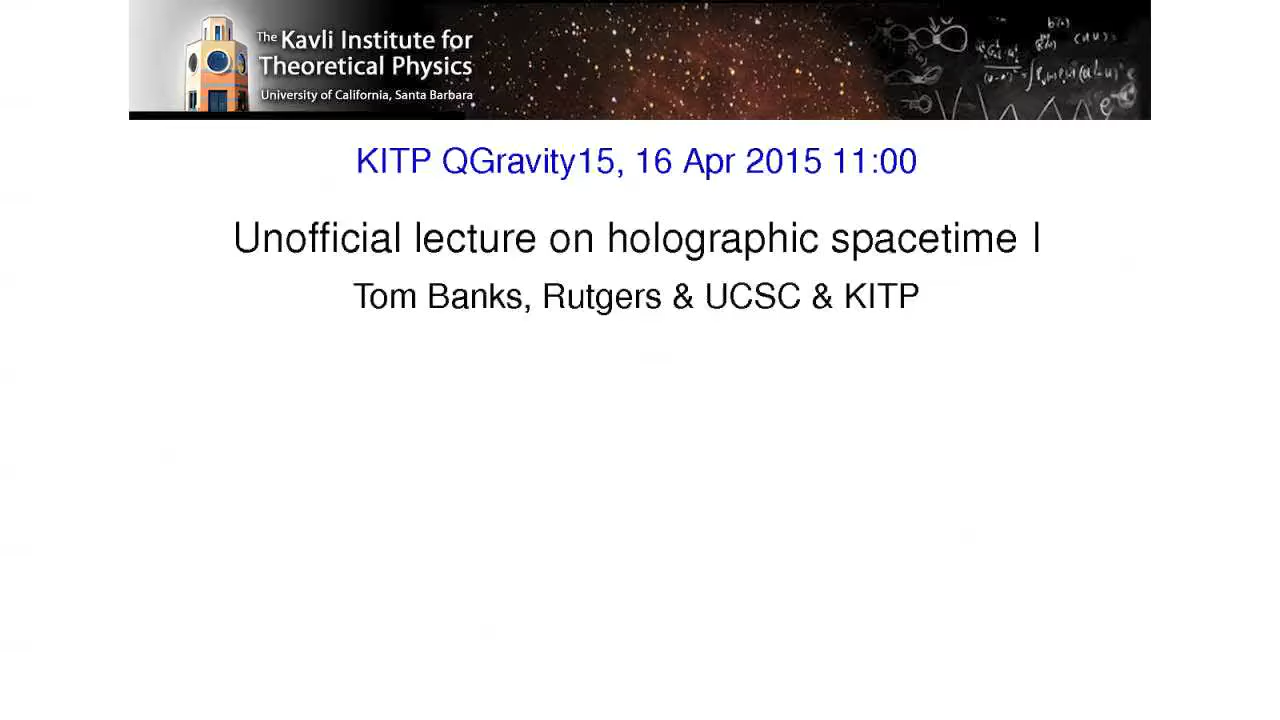 The Kavli Institute for
Theoretical Physics
University of California, Santa Barbara
KITP QGravity15, 16 Apr 2015 11:00
Unofficial lecture on holographic spacetime I
Tom Banks, Rutgers & UCSC & KITP